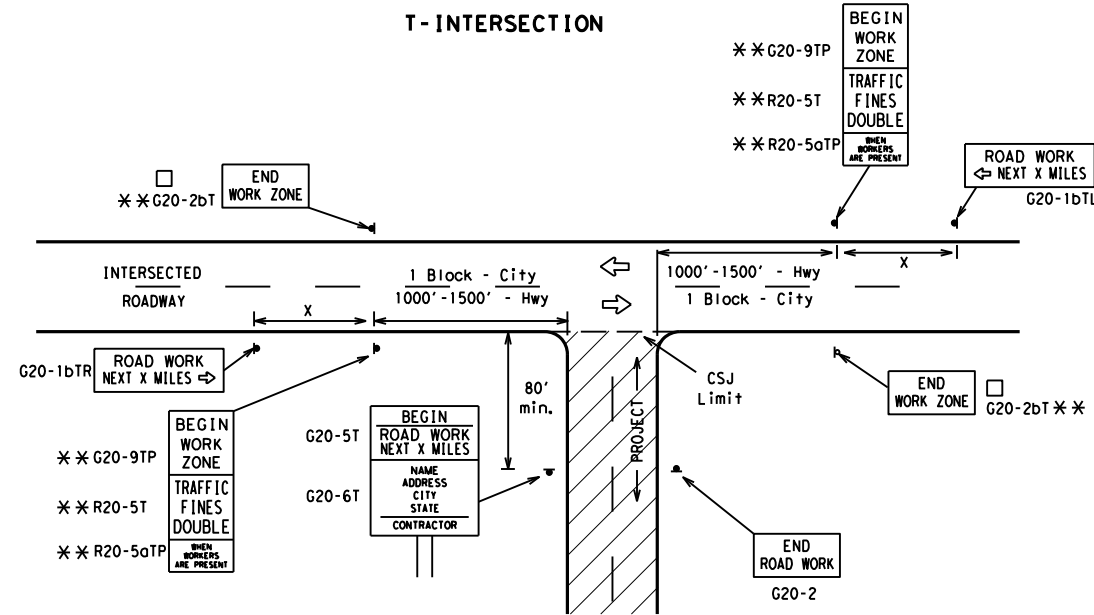 T-INTERSECTION
BEGIN
WORK
ZONE
TRAFFIC
FINES
DOUBLE
WHEN
WORKERS
ARE PRESENT
**G20-9TP
**R20-5T
**R20-5aTP
ROAD WORK
⇦ NEXT X MILES
G20-1bTL
□
**G20-2bT
END
WORK ZONE
INTERSECTED
ROADWAY
X
1 Block - City
1000'-1500' - Hwy
⇦
⇨
1000'-1500' - Hwy
1 Block - City
X
G20-1bTR
ROAD WORK
NEXT X MILES ⇨
80'
min.
CSJ
Limit
PROJECT
END
WORK ZONE
□
G20-2bT **
**G20-9TP
**R20-5T
**R20-5aTP
BEGIN
WORK
ZONE
TRAFFIC
FINES
DOUBLE
WHEN
WORKERS
ARE PRESENT
G20-5T
G20-6T
BEGIN
ROAD WORK
NEXT X MILES
NAME
ADDRESS
CITY
STATE
CONTRACTOR
END
ROAD WORK
G20-2